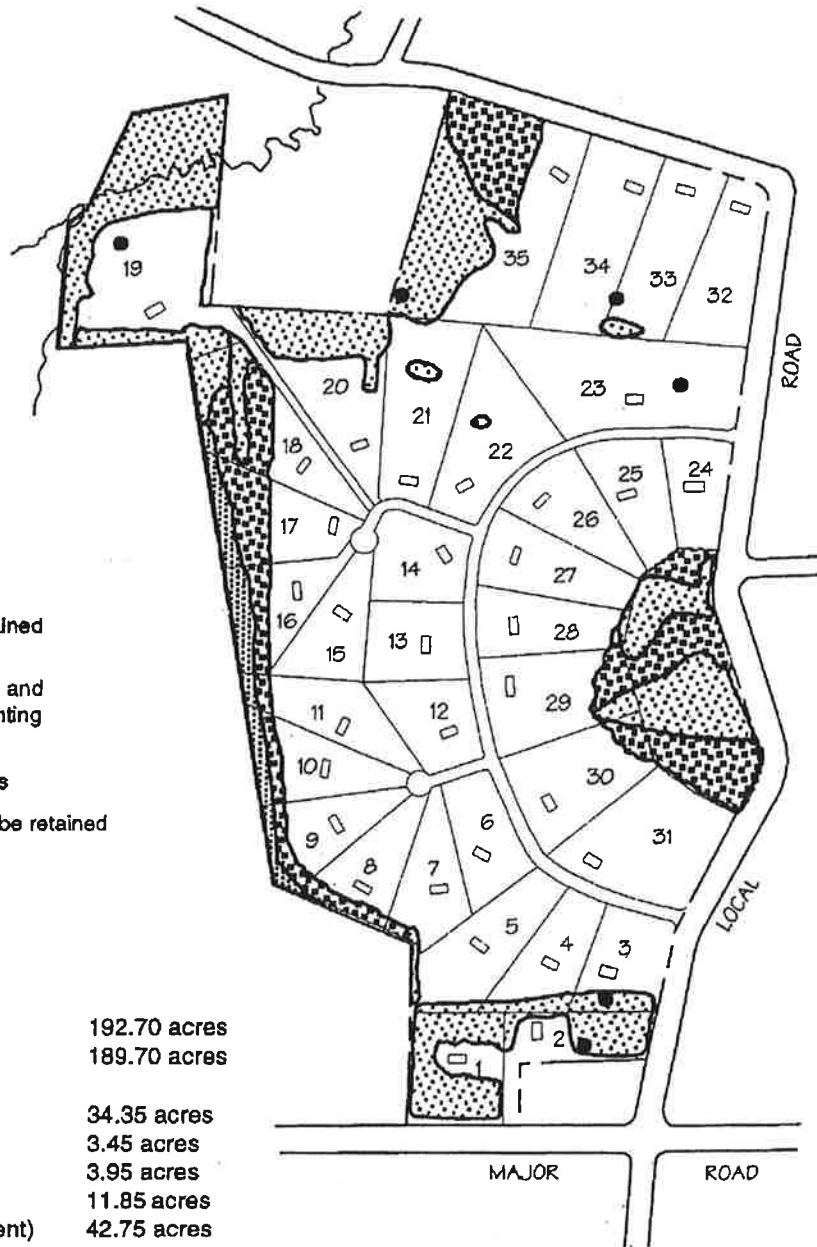 35
34
33
32
19
ROAD
20
21
23
22
18
25
24
26
17
14
27
16
28
15
13
ined
29
and
11
12
nting
10
30
s
6
be retained
9
31
8
7
LOCAL
5
4
3
2
1
192.70 acres
189.70 acres
34.35 acres
3.45 acres
MAJOR ROAD
3.95 acres
11.85 acres
ent) 42.75 acres